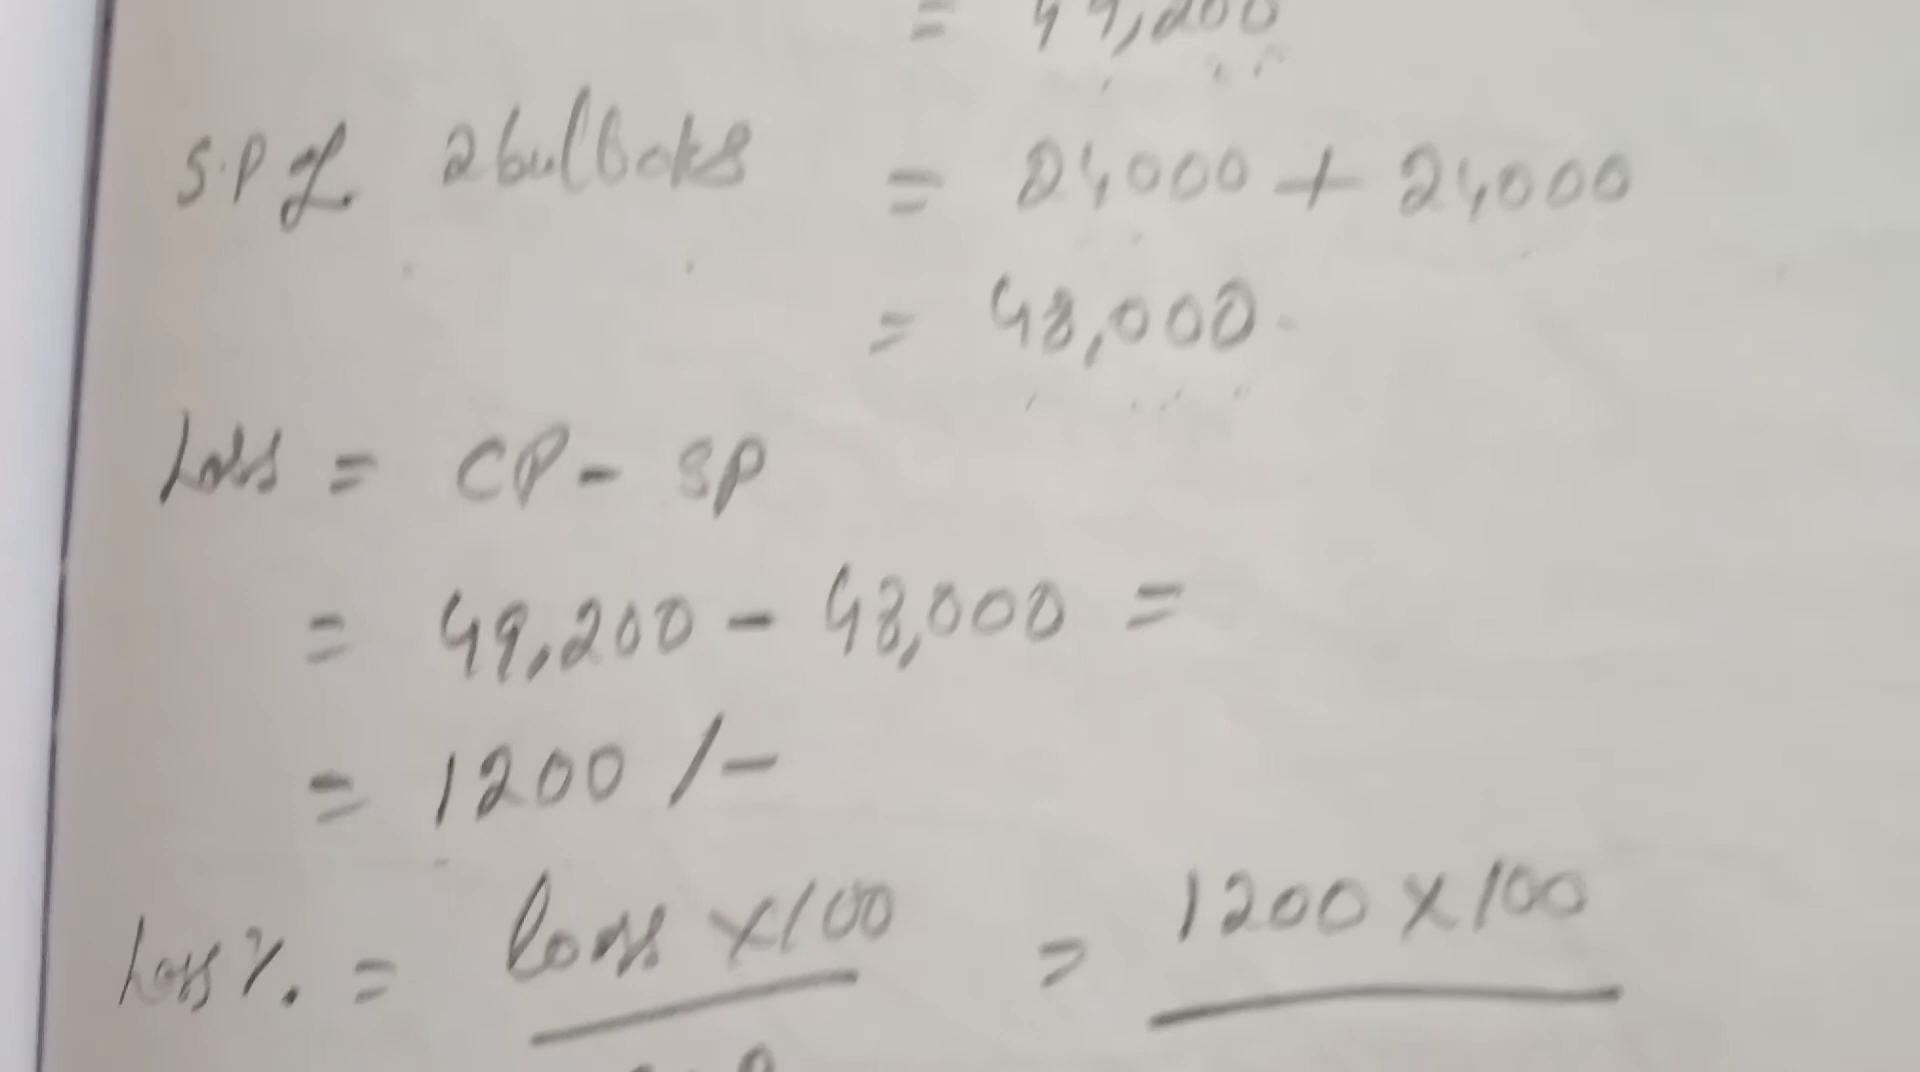 = 49,200
S.P of 2 bullocks = 24,000 + 24,000
= 48,000
Loss = CP - SP
= 49,200 - 48,000 =
= 1200 /-
Loss %. = loss x 100 = 1200 x 100